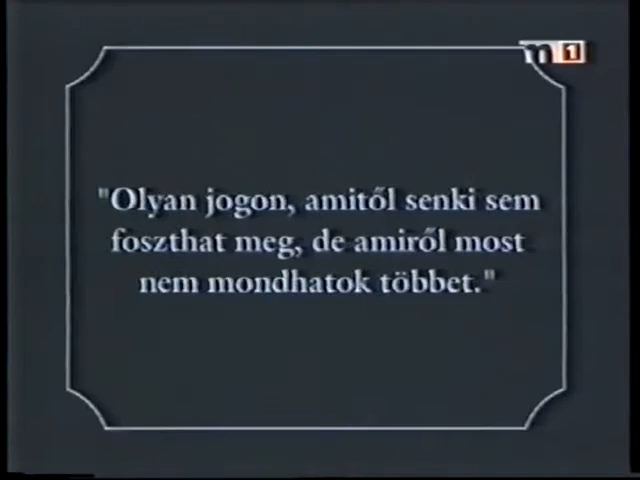 m1
"Olyan jogon, amitől senki sem
foszthat meg, de amiről most
nem mondhatok többet."